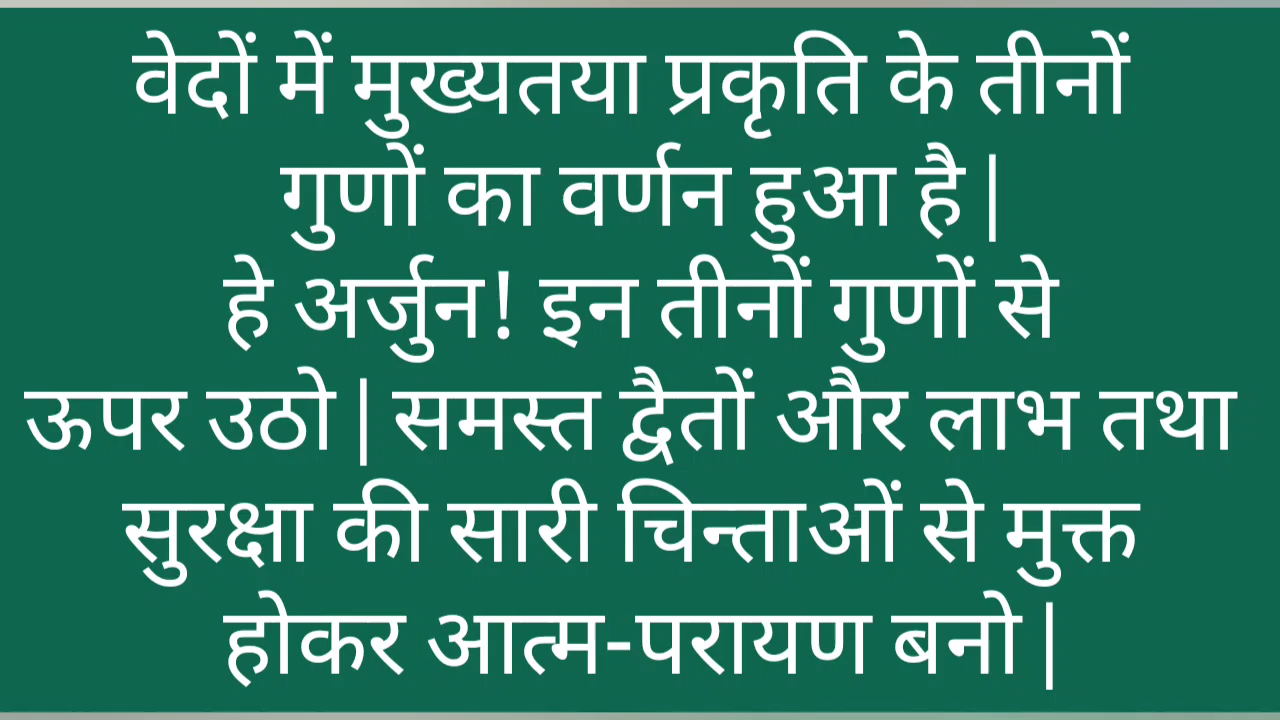 वेदों में मुख्यतया प्रकृति के तीनों
गुणों का वर्णन हुआ है |
हे अर्जुन! इन तीनों गुणों से
ऊपर उठो | समस्त द्वैतों और लाभ तथा
सुरक्षा की सारी चिन्ताओं से मुक्त
होकर आत्म-परायण बनो |